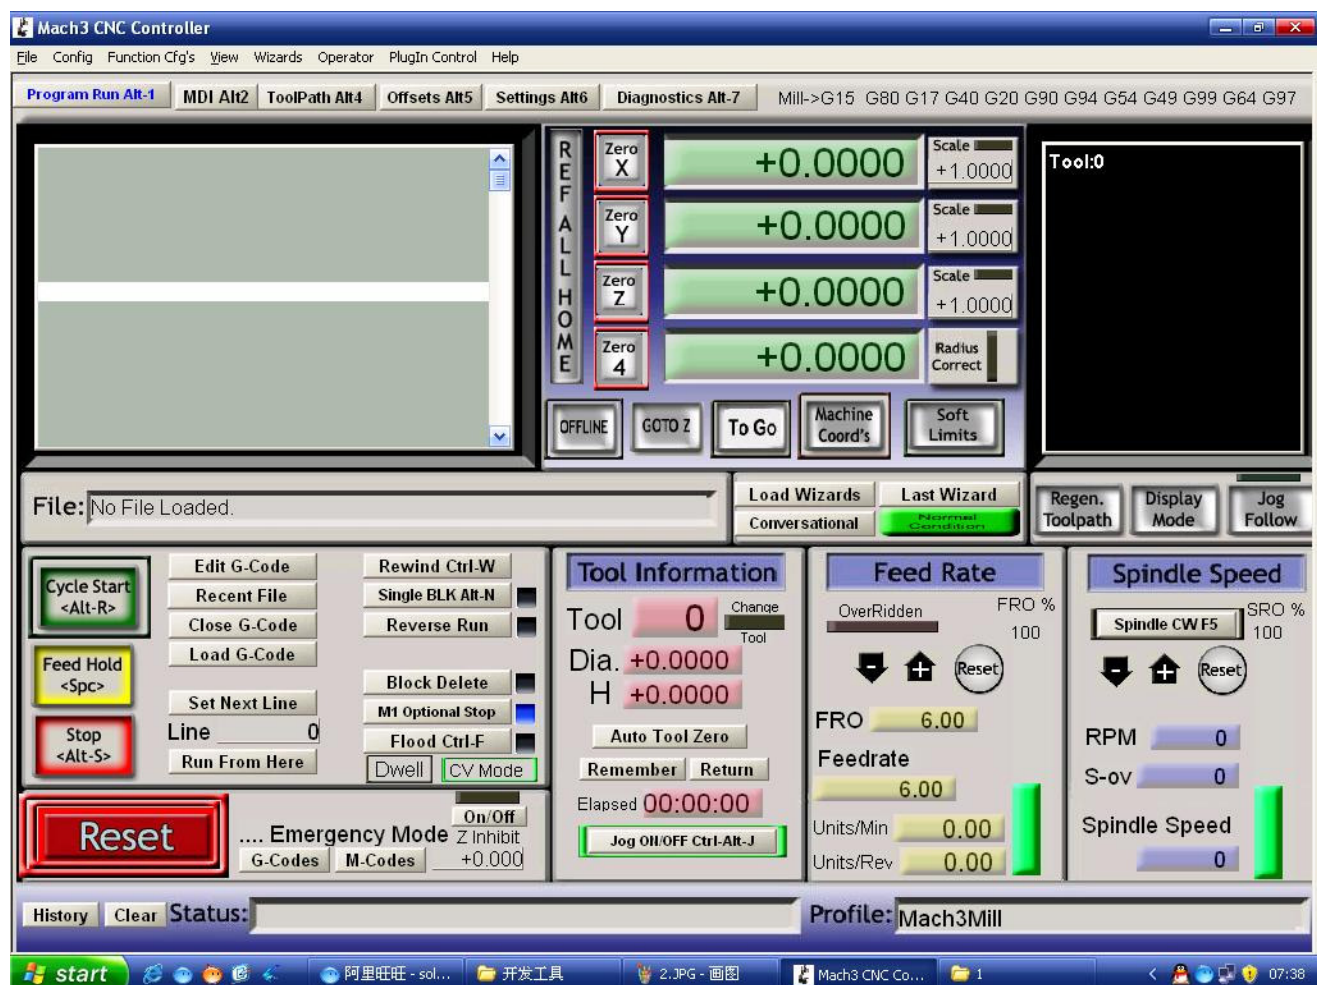 Mach3 CNC Controller
File Config Function Cfg's View Wizards Operator PlugIn Control Help
Program Run Alt-1 MDI Alt2 ToolPath Alt4 Offsets Alt5 Settings Alt6 Diagnostics Alt-7 Mill->G15 G80 G17 G40 G20 G90 G94 G54 G49 G99 G64 G97
REF ALL HOME
Zero X +0.0000 Scale +1.0000
Zero Y +0.0000 Scale +1.0000
Zero Z +0.0000 Scale +1.0000
Zero 4 +0.0000 Radius Correct
OFFLINE GOTO Z To Go Machine Coord's Soft Limits
Tool:0
File: No File Loaded.
Load Wizards Last Wizard
Conversational Normal Condition
Regen. Toolpath Display Mode Jog Follow
Cycle Start <Alt-R>
Feed Hold <Spc>
Stop <Alt-S>
Edit G-Code
Recent File
Close G-Code
Load G-Code
Set Next Line
Line 0
Run From Here
Rewind Ctrl-W
Single BLK Alt-N
Reverse Run
Block Delete
M1 Optional Stop
Flood Ctrl-F
Dwell CV Mode
Reset
.... Emergency Mode
G-Codes M-Codes
On/Off
Z Inhibit
+0.000
Tool Information
Tool 0 Change Tool
Dia. +0.0000
H +0.0000
Auto Tool Zero
Remember Return
Elapsed 00:00:00
Jog ON/OFF Ctrl-Alt-J
Feed Rate
OverRidden FRO %
100
Reset
FRO 6.00
Feedrate
6.00
Units/Min 0.00
Units/Rev 0.00
Spindle Speed
Spindle CW F5 SRO %
100
Reset
RPM 0
S-ov 0
Spindle Speed
0
History Clear Status:
Profile: Mach3Mill
start 阿里旺旺 - sol... 开发工具 2.JPG - 画图 Mach3 CNC Co... 1 07:38